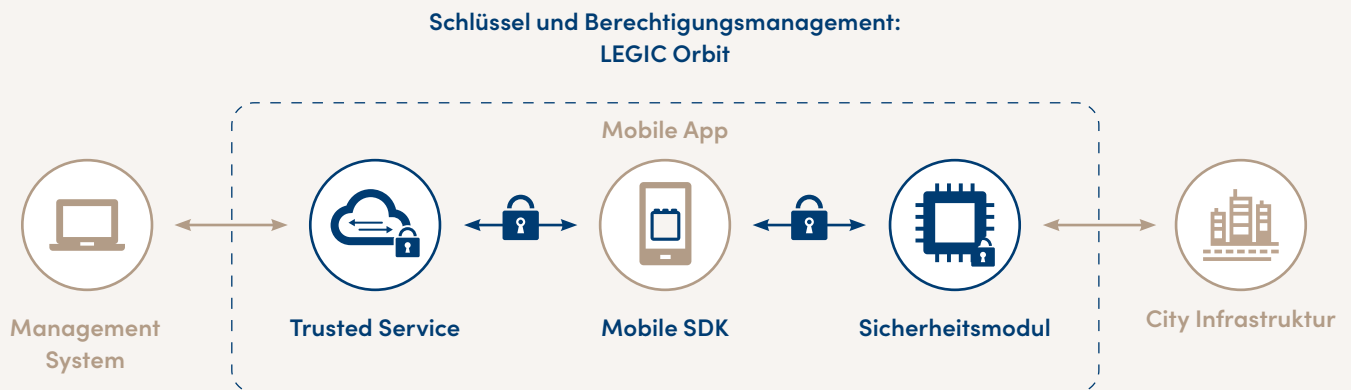 Schlüssel und Berechtigungsmanagement:
LEGIC Orbit
Mobile App
Management
System
Trusted Service
Mobile SDK
Sicherheitsmodul
City Infrastruktur